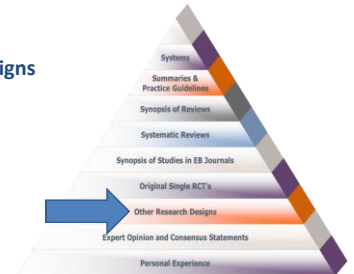 igns
Systems
Summaries &
Practice Guidelines
Synopsis of Reviews
Systematic Reviews
Synopsis of Studies in EB Journals
Original Single RCT's
Other Research Designs
Expert Opinion and Consensus Statements
Personal Experience